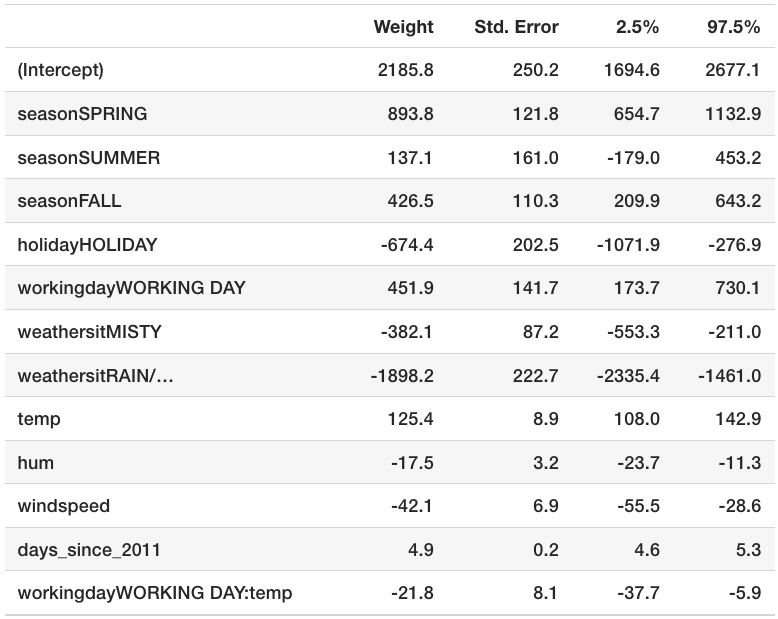 Weight Std. Error 2.5% 97.5%
(Intercept) 2185.8 250.2 1694.6 2677.1
seasonSPRING 893.8 121.8 654.7 1132.9
seasonSUMMER 137.1 161.0 -179.0 453.2
seasonFALL 426.5 110.3 209.9 643.2
holidayHOLIDAY -674.4 202.5 -1071.9 -276.9
workingdayWORKING DAY 451.9 141.7 173.7 730.1
weathersitMISTY -382.1 87.2 -553.3 -211.0
weathersitRAIN/... -1898.2 222.7 -2335.4 -1461.0
temp 125.4 8.9 108.0 142.9
hum -17.5 3.2 -23.7 -11.3
windspeed -42.1 6.9 -55.5 -28.6
days_since_2011 4.9 0.2 4.6 5.3
workingdayWORKING DAY:temp -21.8 8.1 -37.7 -5.9